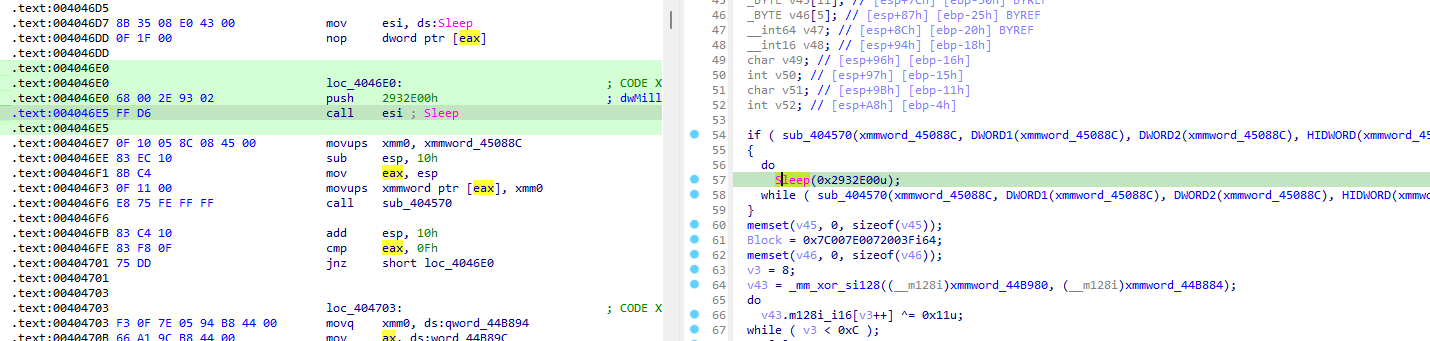 .text:004046D5
.text:004046D7 8B 35 08 E0 43 00 mov esi, ds:Sleep
.text:004046DD 0F 1F 00 nop dword ptr [eax]
.text:004046DD
.text:004046E0
.text:004046E0 loc_4046E0: ; CODE X
.text:004046E0 68 00 2E 93 02 push 2932E00h ; dwMill
.text:004046E5 FF D6 call esi ; Sleep
.text:004046E5
.text:004046E7 0F 10 05 8C 08 45 00 movups xmm0, xmmword_45088C
.text:004046EE 83 EC 10 sub esp, 10h
.text:004046F1 8B C4 mov eax, esp
.text:004046F3 0F 11 00 movups xmmword ptr [eax], xmm0
.text:004046F6 E8 75 FE FF FF call sub_404570
.text:004046F6
.text:004046FB 83 C4 10 add esp, 10h
.text:004046FE 83 F8 0F cmp eax, 0Fh
.text:00404701 75 DD jnz short loc_4046E0
.text:00404701
.text:00404703
.text:00404703 loc_404703: ; CODE X
.text:00404703 F3 0F 7E 05 94 B8 44 00 movq xmm0, ds:qword_44B894
.text:0040470B 66 A1 9C B8 44 00 mov ax, ds:word_44B89C
45 _BYTE v45[11]; // [esp+7Ch] [ebp-30h] BYREF
46 _BYTE v46[5]; // [esp+87h] [ebp-25h] BYREF
47 __int64 v47; // [esp+8Ch] [ebp-20h] BYREF
48 __int16 v48; // [esp+94h] [ebp-18h]
49 char v49; // [esp+96h] [ebp-16h]
50 int v50; // [esp+97h] [ebp-15h]
51 char v51; // [esp+9Bh] [ebp-11h]
52 int v52; // [esp+A8h] [ebp-4h]
53
54 if ( sub_404570(xmmword_45088C, DWORD1(xmmword_45088C), DWORD2(xmmword_45088C), HIDWORD(xmmword_45
55 {
56 do
57 Sleep(0x2932E00u);
58 while ( sub_404570(xmmword_45088C, DWORD1(xmmword_45088C), DWORD2(xmmword_45088C), HIDWORD(xmmwo
59 }
60 memset(v45, 0, sizeof(v45));
61 Block = 0x7C007E0072003Fi64;
62 memset(v46, 0, sizeof(v46));
63 v3 = 8;
64 v43 = _mm_xor_si128((__m128i)xmmword_44B980, (__m128i)xmmword_44B884);
65 do
66 v43.m128i_i16[v3++] ^= 0x11u;
67 while ( v3 < 0xC );